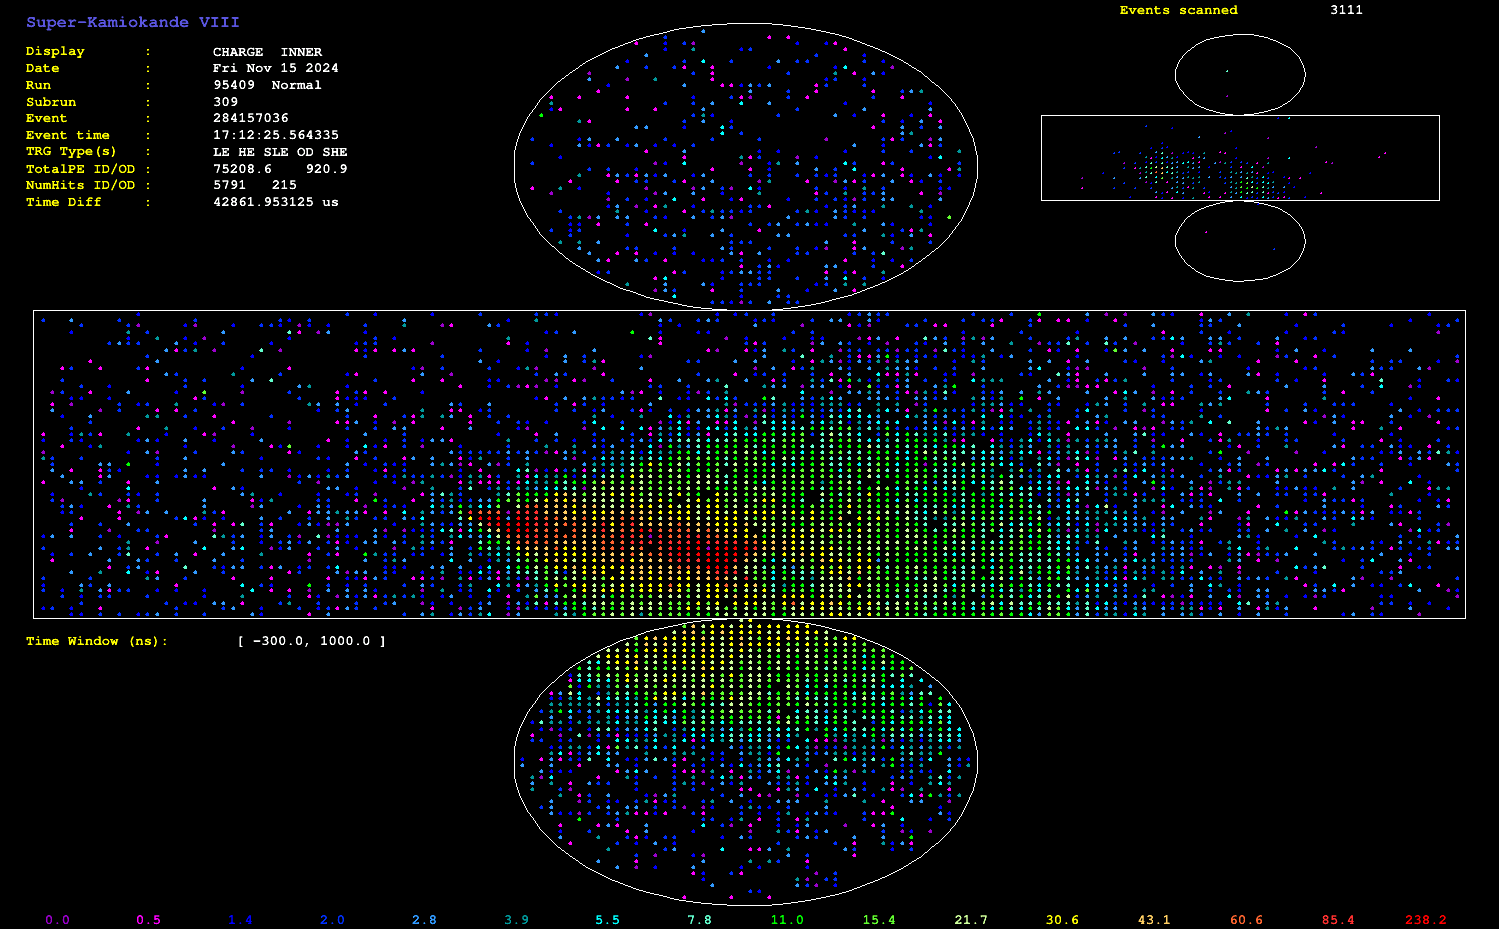 Super-Kamiokande VIII
Events scanned 3111
Display : CHARGE INNER
Date : Fri Nov 15 2024
Run : 95409 Normal
Subrun : 309
Event : 284157036
Event time : 17:12:25.564335
TRG Type(s) : LE HE SLE OD SHE
TotalPE ID/OD : 75208.6 920.9
NumHits ID/OD : 5791 215
Time Diff : 42861.953125 us
Time Window (ns): [ -300.0, 1000.0 ]
0.0 0.5 1.4 2.0 2.8 3.9 5.5 7.8 11.0 15.4 21.7 30.6 43.1 60.6 85.4 238.2